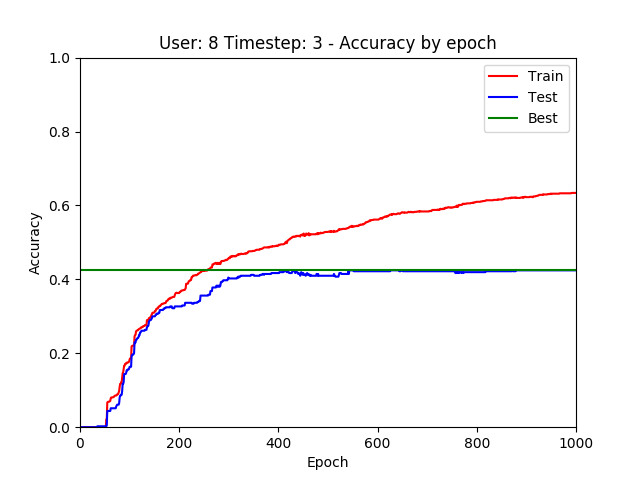 User: 8 Timestep: 3 - Accuracy by epoch
1.0
0.8
0.6
0.4
0.2
0.0
Accuracy
Train
Test
Best
0 200 400 600 800 1000
Epoch